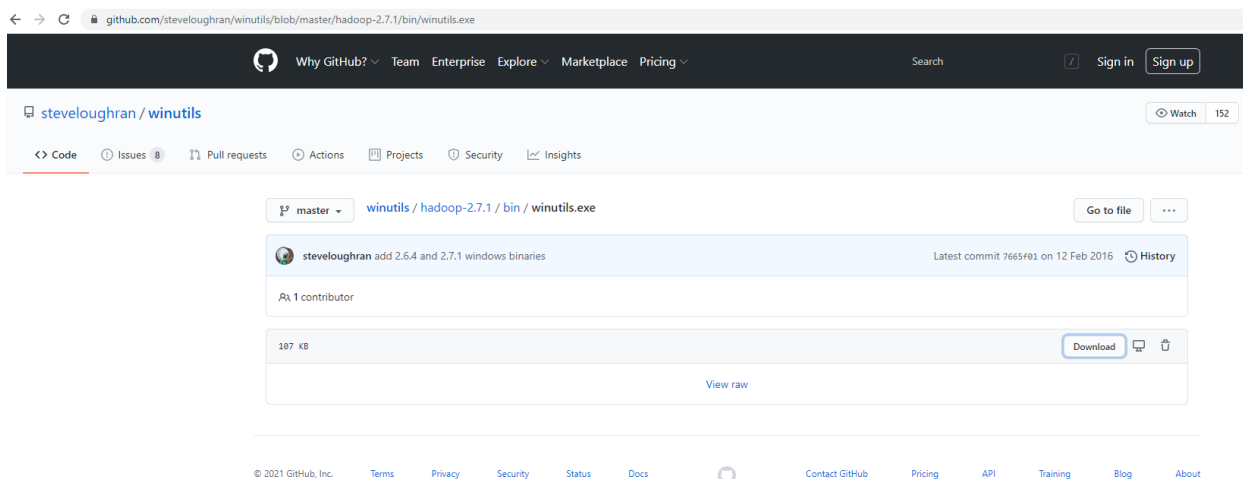 github.com/steveloughran/winutils/blob/master/hadoop-2.7.1/bin/winutils.exe
Why GitHub? Team Enterprise Explore Marketplace Pricing Search / Sign in Sign up
steveloughran / winutils Watch 152
<> Code Issues 8 Pull requests Actions Projects Security Insights
master winutils / hadoop-2.7.1 / bin / winutils.exe Go to file ...
steveloughran add 2.6.4 and 2.7.1 windows binaries Latest commit 7665f01 on 12 Feb 2016 History
1 contributor
107 KB Download
View raw
© 2021 GitHub, Inc. Terms Privacy Security Status Docs Contact GitHub Pricing API Training Blog About